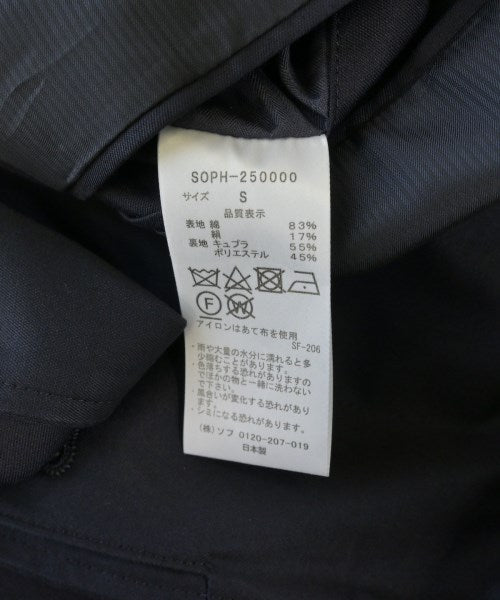 SOPH-250000
サイズ S
品質表示
表地 綿 83%
絹 17%
裏地 キュプラ 55%
ポリエステル 45%
F W
アイロンはあて布を使用
SF-206
・雨や大量の水分に濡れると多
少縮むことがあります。
・色落ちする恐れがありますの
でほかの物と一緒に洗わない
で下さい。
・風合いが変化する恐れがあり
ます。
・シミになる恐れがあります。
(株)ソフ 0120-207-019
日本製